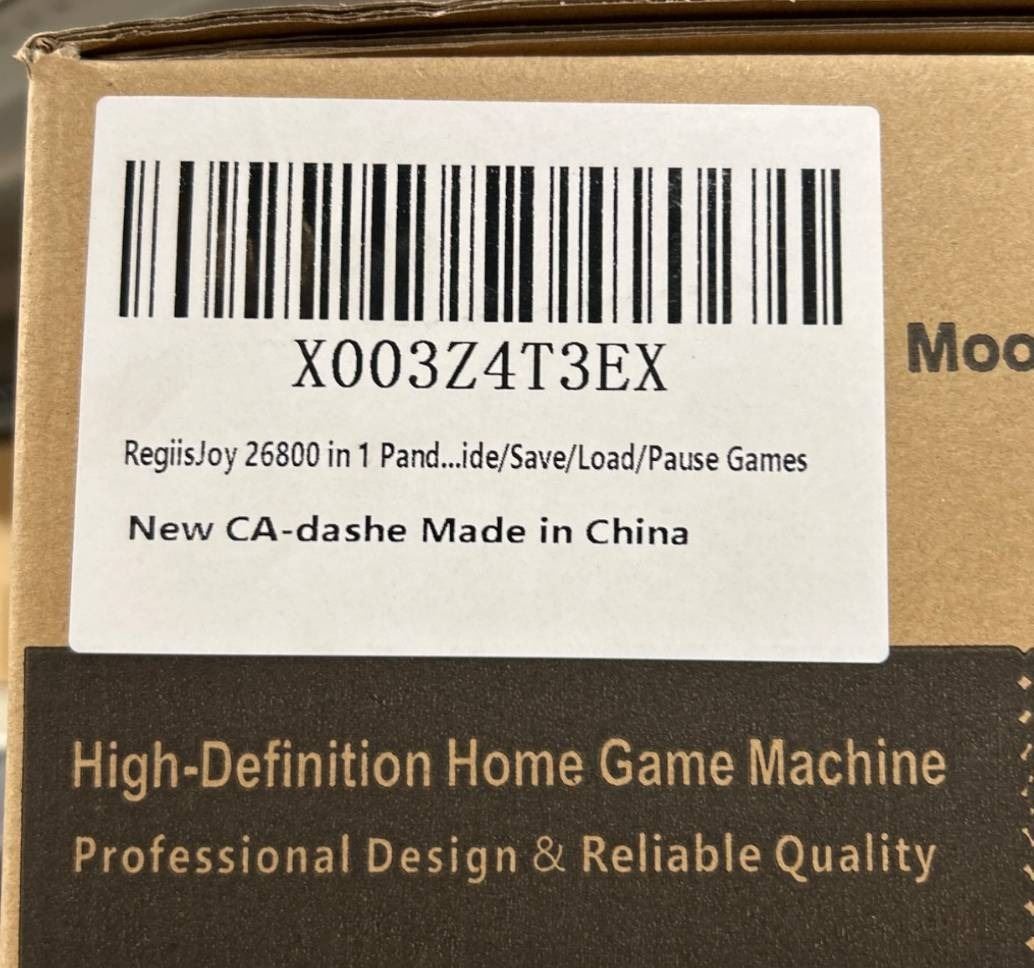 X003Z4T3EX
RegiisJoy 26800 in 1 Pand...ide/Save/Load/Pause Games
New CA-dashe Made in China
Moo
High-Definition Home Game Machine
Professional Design & Reliable Quality